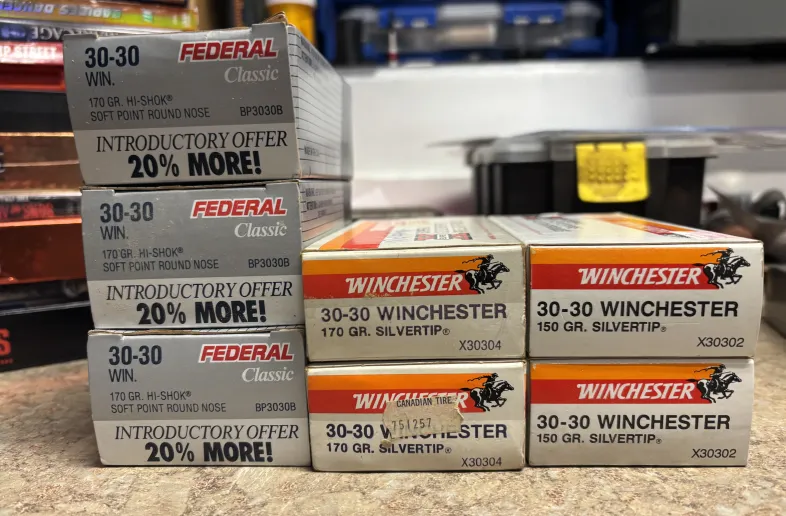 30-30
WIN.
FEDERAL
Classic
170 GR. HI-SHOK®
SOFT POINT ROUND NOSE
BP3030B
INTRODUCTORY OFFER
20% MORE!
30-30
WIN.
FEDERAL
Classic
170 GR. HI-SHOK®
SOFT POINT ROUND NOSE
BP3030B
INTRODUCTORY OFFER
20% MORE!
30-30
WIN.
FEDERAL
Classic
170 GR. HI-SHOK®
SOFT POINT ROUND NOSE
BP3030B
INTRODUCTORY OFFER
20% MORE!
WINCHESTER
30-30 WINCHESTER
170 GR. SILVERTIP®
X30304
WINCHESTER
30-30 WINCHESTER
150 GR. SILVERTIP®
X30302
WINCHESTER
CANADIAN TIRE
751257
30-30 WINCHESTER
170 GR. SILVERTIP®
X30304
WINCHESTER
30-30 WINCHESTER
150 GR. SILVERTIP®
X30302